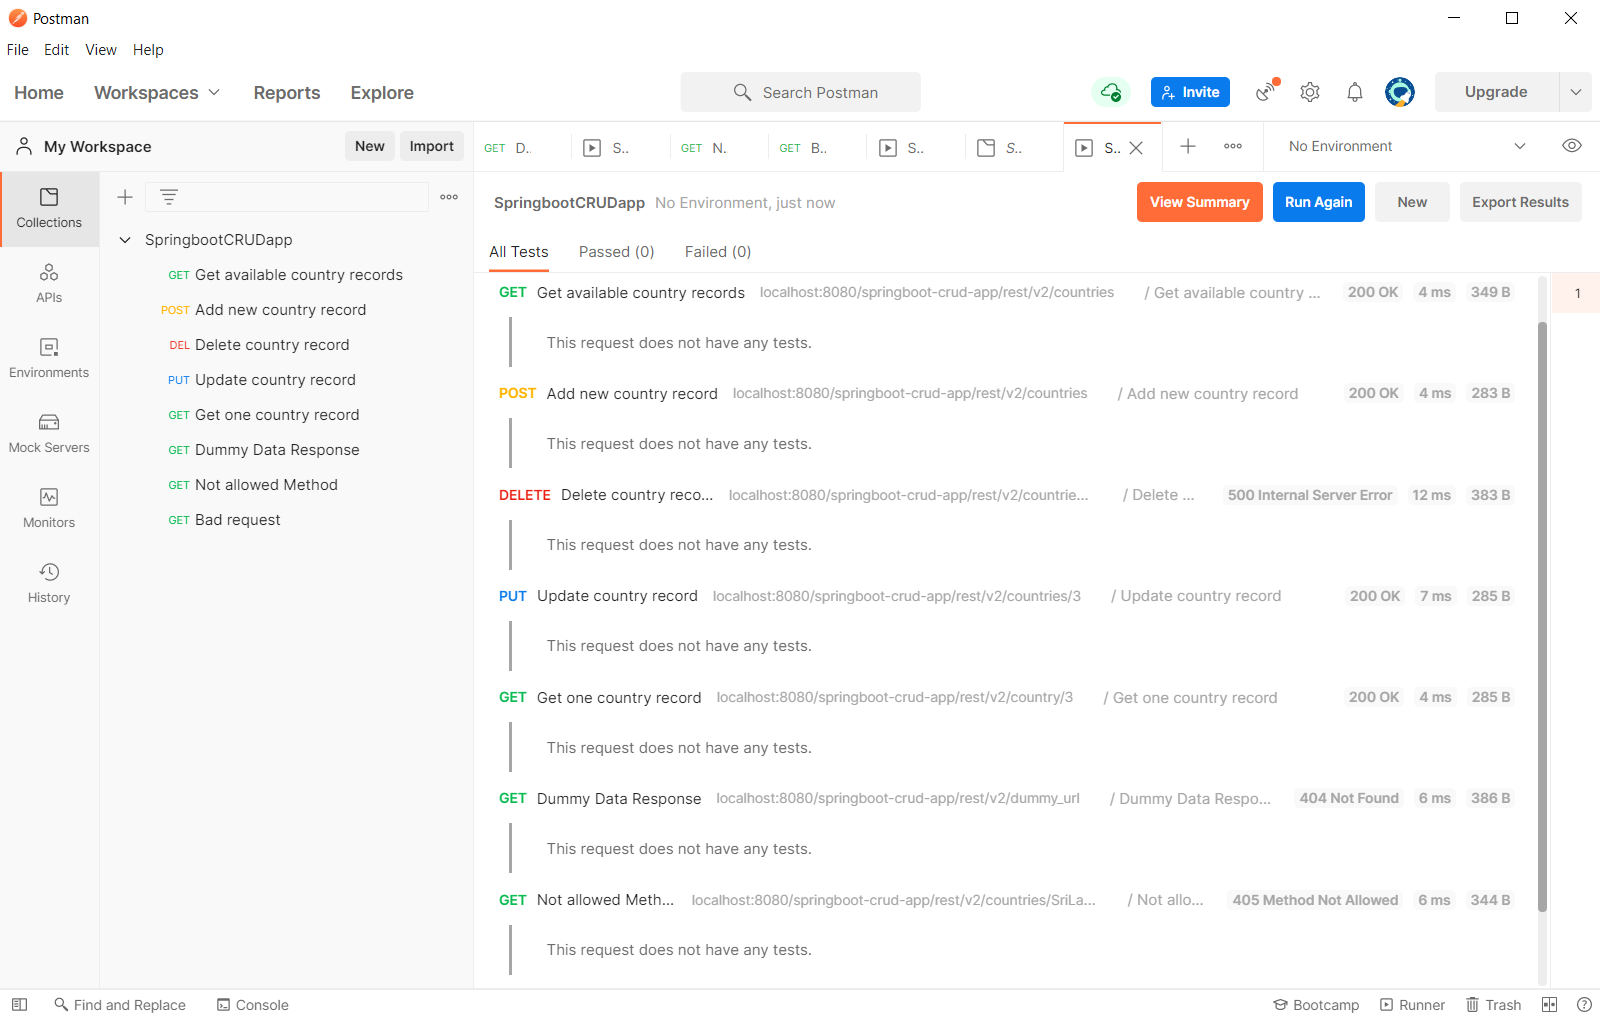 Postman
File Edit View Help
Home Workspaces Reports Explore Search Postman Invite Upgrade
My Workspace New Import GET D.. S.. GET N. GET B.. S.. S.. S.. No Environment
Collections
APIs
Environments
Mock Servers
Monitors
History
SpringbootCRUDapp
GET Get available country records
POST Add new country record
DEL Delete country record
PUT Update country record
GET Get one country record
GET Dummy Data Response
GET Not allowed Method
GET Bad request
SpringbootCRUDapp No Environment, just now View Summary Run Again New Export Results
All Tests Passed (0) Failed (0)
GET Get available country records localhost:8080/springboot-crud-app/rest/v2/countries / Get available country ... 200 OK 4 ms 349 B 1
This request does not have any tests.
POST Add new country record localhost:8080/springboot-crud-app/rest/v2/countries / Add new country record 200 OK 4 ms 283 B
This request does not have any tests.
DELETE Delete country reco... localhost:8080/springboot-crud-app/rest/v2/countrie... / Delete ... 500 Internal Server Error 12 ms 383 B
This request does not have any tests.
PUT Update country record localhost:8080/springboot-crud-app/rest/v2/countries/3 / Update country record 200 OK 7 ms 285 B
This request does not have any tests.
GET Get one country record localhost:8080/springboot-crud-app/rest/v2/country/3 / Get one country record 200 OK 4 ms 285 B
This request does not have any tests.
GET Dummy Data Response localhost:8080/springboot-crud-app/rest/v2/dummy_url / Dummy Data Respo... 404 Not Found 6 ms 386 B
This request does not have any tests.
GET Not allowed Meth... localhost:8080/springboot-crud-app/rest/v2/countries/SriLa... / Not allo... 405 Method Not Allowed 6 ms 344 B
This request does not have any tests.
Find and Replace Console Bootcamp Runner Trash